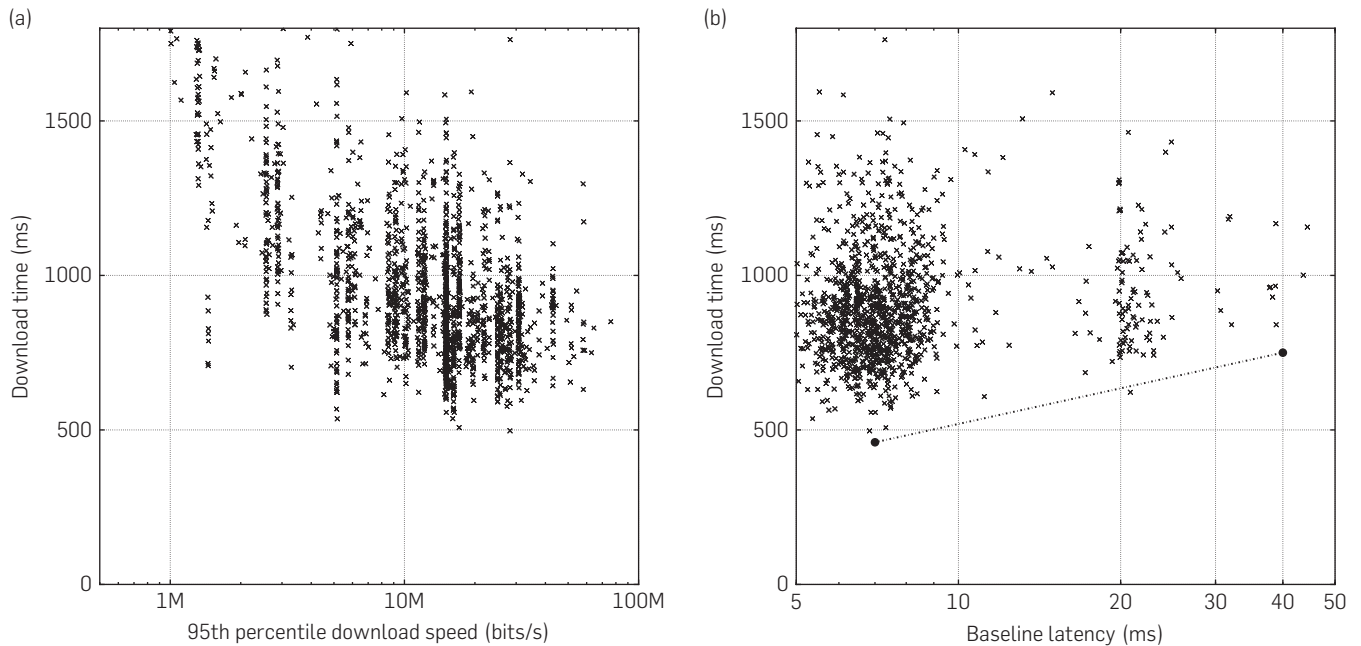 (a)
Download time (ms)
1500
1000
500
0
1M
10M
100M
95th percentile download speed (bits/s)
(b)
Download time (ms)
1500
1000
500
0
5
10
20
30
40
50
Baseline latency (ms)